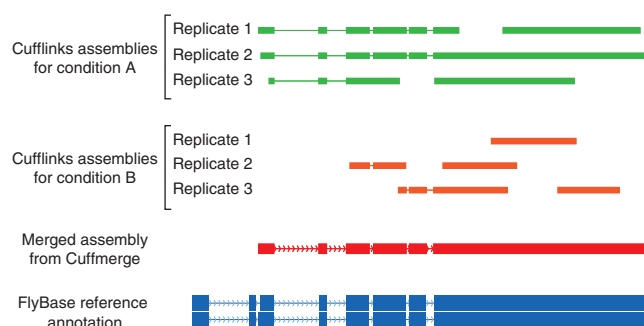 Cufflinks assemblies
for condition A
Replicate 1
Replicate 2
Replicate 3
Cufflinks assemblies
for condition B
Replicate 1
Replicate 2
Replicate 3
Merged assembly
from Cuffmerge
FlyBase reference
annotation